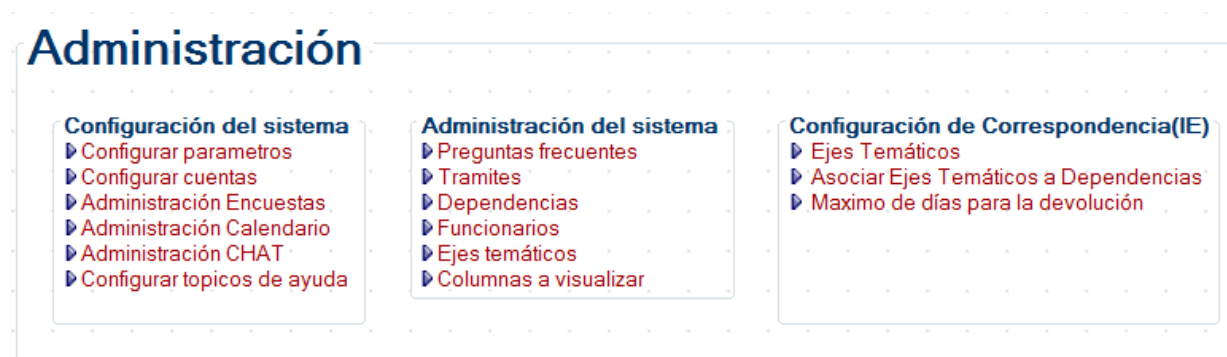 Administración
Configuración del sistema
Configurar parametros
Configurar cuentas
Administración Encuestas
Administración Calendario
Administración CHAT
Configurar topicos de ayuda
Administración del sistema
Preguntas frecuentes
Tramites
Dependencias
Funcionarios
Ejes temáticos
Columnas a visualizar
Configuración de Correspondencia(IE)
Ejes Temáticos
Asociar Ejes Temáticos a Dependencias
Maximo de días para la devolución